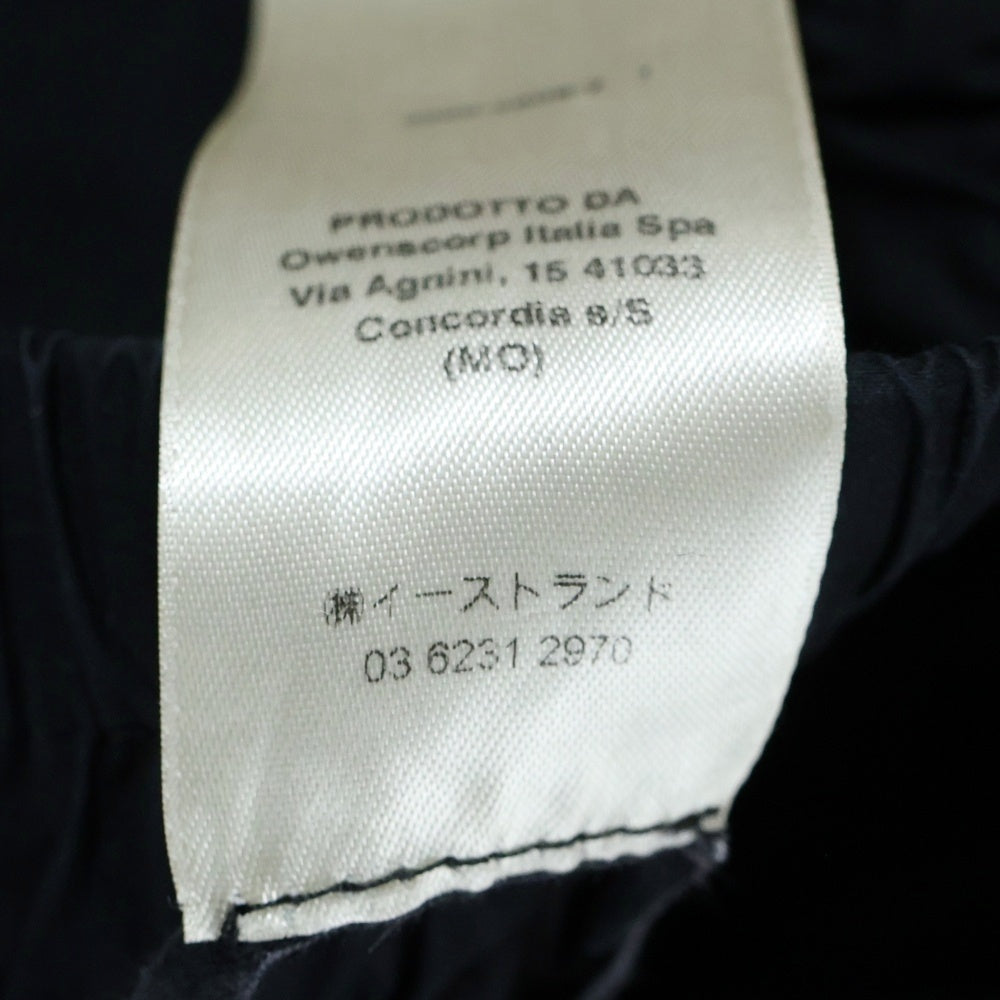 PRODOTTO DA
Owenscorp Italia Spa
Via Agnini, 15 41033
Concordia s/S
(MO)
㈱イーストランド
03 6231 2970